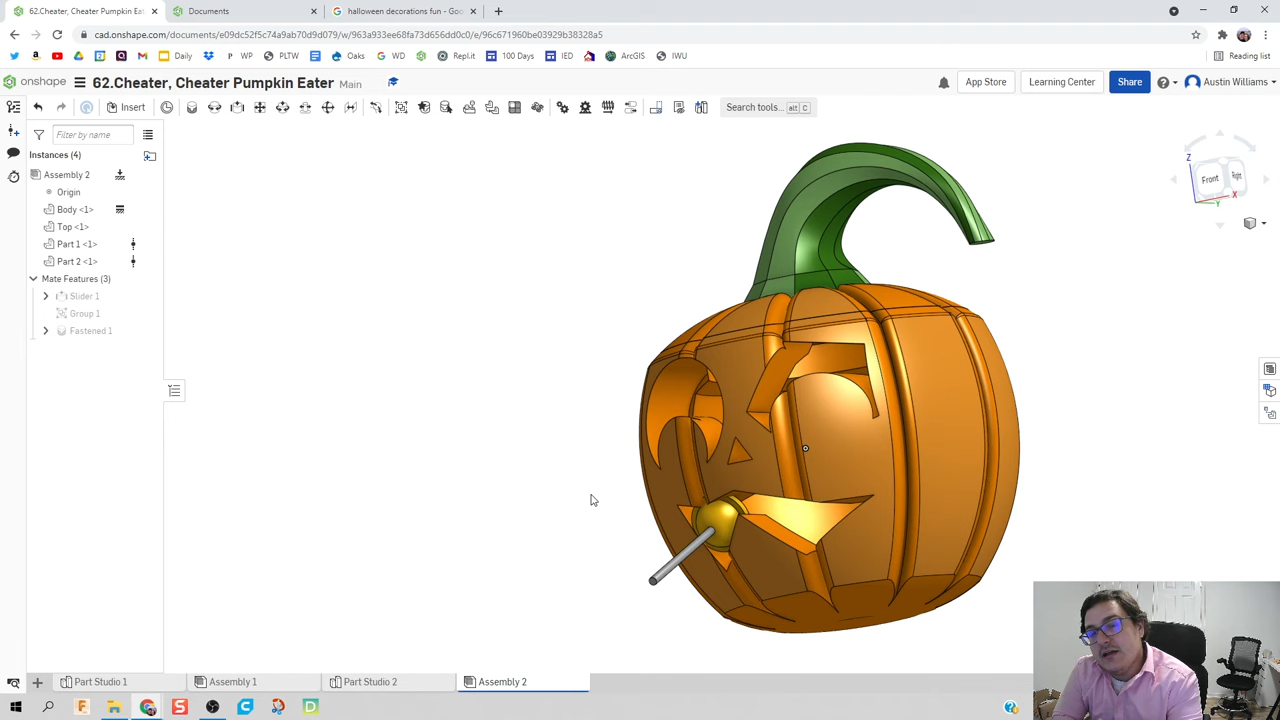 62.Cheater, Cheater Pumpkin Ea
Documents
halloween decorations fun - Goo
cad.onshape.com/documents/e09dc52f5c74a9ab70d9d079/w/963a933ee68fa73d656dd0cf/e/96c671960be03929b38328a5
Daily
WP
PLTW
Oaks
WD
Repl.it
100 Days
IED
ArcGIS
IWU
Reading list
onshape
62.Cheater, Cheater Pumpkin Eater
Main
App Store
Learning Center
Share
Austin Williams
Insert
Search tools...
alt
C
Filter by name
Instances (4)
Assembly 2
Origin
Body <1>
Top <1>
Part 1 <1>
Part 2 <1>
Mate Features (3)
Slider 1
Group 1
Fastened 1
Z
Front
Right
X
Y
Part Studio 1
Assembly 1
Part Studio 2
Assembly 2